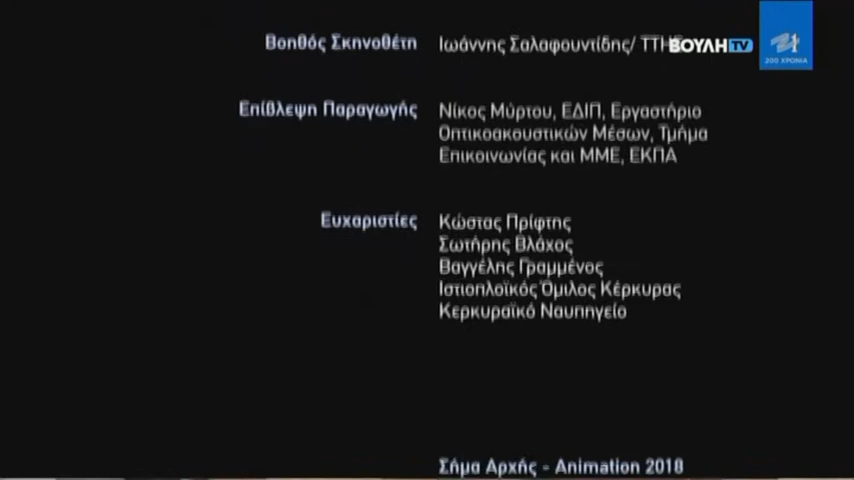 Βοηθός Σκηνοθέτη Ιωάννης Σαλαφουντίδης/
ΒΟΥΛΗ TV
200 ΧΡΟΝΙΑ
Επίβλεψη Παραγωγής Νίκος Μύρτου, ΕΔΙΠ, Εργαστήριο
Οπτικοακουστικών Μέσων, Τμήμα
Επικοινωνίας και ΜΜΕ, ΕΚΠΑ
Ευχαριστίες Κώστας Πρίφτης
Σωτήρης Βλάχος
Βαγγέλης Γραμμένος
Ιστιοπλοϊκός Όμιλος Κέρκυρας
Κερκυραϊκό Ναυπηγείο
Σήμα Αρχής - Animation 2018